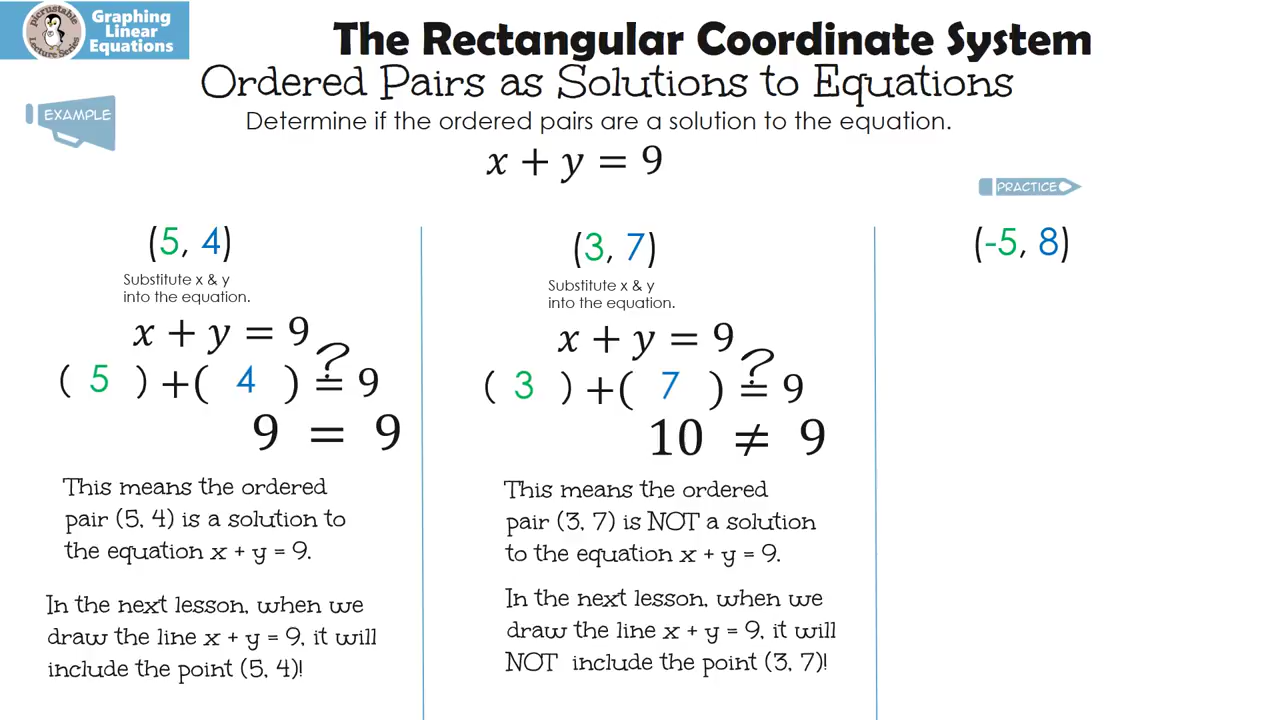 picrustable
Lecture Series
Graphing
Linear
Equations
The Rectangular Coordinate System
Ordered Pairs as Solutions to Equations
EXAMPLE
Determine if the ordered pairs are a solution to the equation.
x + y = 9
PRACTICE
(5, 4)
Substitute x & y
into the equation.
x + y = 9
?
( 5 ) +( 4 ) = 9
9 = 9
This means the ordered
pair (5, 4) is a solution to
the equation x + y = 9.
In the next lesson, when we
draw the line x + y = 9, it will
include the point (5, 4)!
(3, 7)
Substitute x & y
into the equation.
x + y = 9
?
( 3 ) +( 7 ) = 9
10 ≠ 9
This means the ordered
pair (3, 7) is NOT a solution
to the equation x + y = 9.
In the next lesson, when we
draw the line x + y = 9, it will
NOT include the point (3, 7)!
(-5, 8)